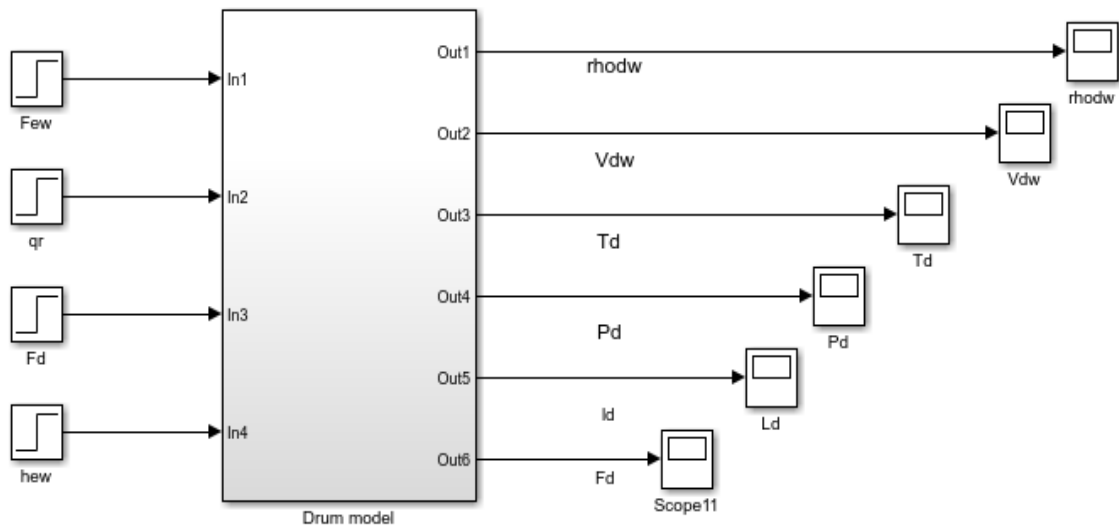 Few
qr
Fd
hew
In1
In2
In3
In4
Out1
Out2
Out3
Out4
Out5
Out6
Drum model
rhodw
Vdw
Td
Pd
ld
Fd
rhodw
Vdw
Td
Pd
Ld
Scope11